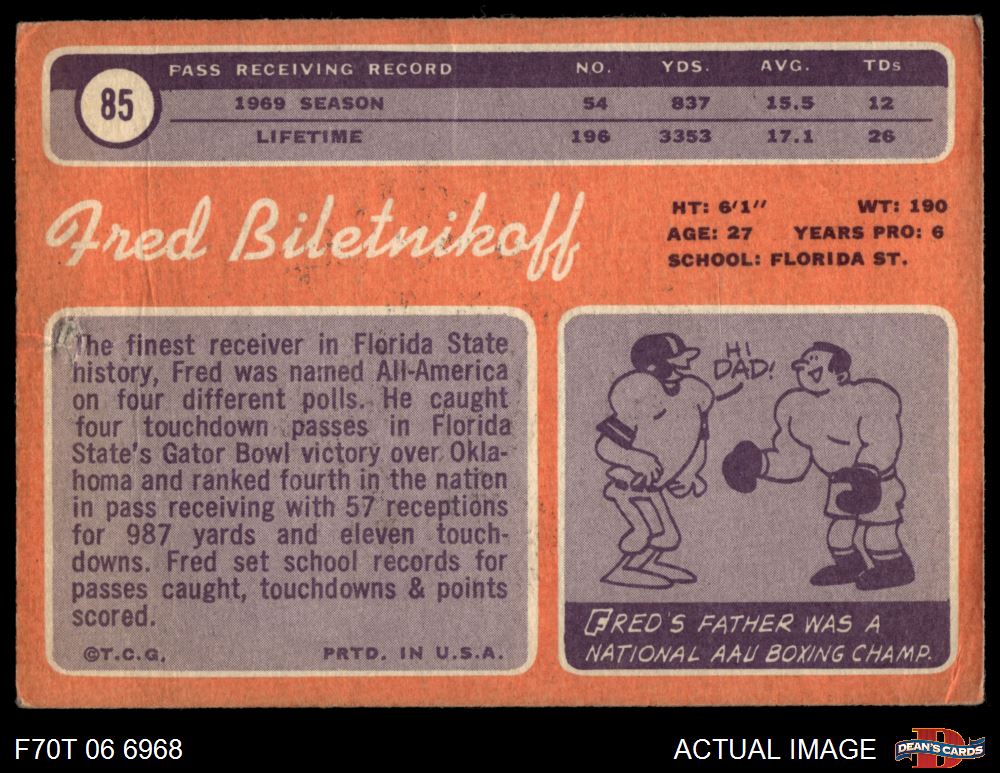 85
PASS RECEIVING RECORD NO. YDS. AVG. TDs
1969 SEASON 54 837 15.5 12
LIFETIME 196 3353 17.1 26
Fred Biletnikoff
HT: 6'1" WT: 190
AGE: 27 YEARS PRO: 6
SCHOOL: FLORIDA ST.
The finest receiver in Florida State
history, Fred was named All-America
on four different polls. He caught
four touchdown passes in Florida
State's Gator Bowl victory over Okla-
homa and ranked fourth in the nation
in pass receiving with 57 receptions
for 987 yards and eleven touch-
downs. Fred set school records for
passes caught, touchdowns & points
scored.
©T.C.G. PRTD. IN U.S.A.
HI
DAD!
FRED'S FATHER WAS A
NATIONAL AAU BOXING CHAMP.
F70T 06 6968 ACTUAL IMAGE
D
DEAN'S CARDS